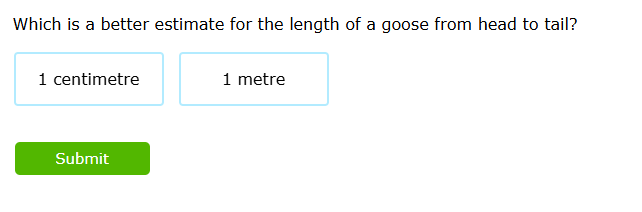 Which is a better estimate for the length of a goose from head to tail?
1 centimetre 1 metre
Submit